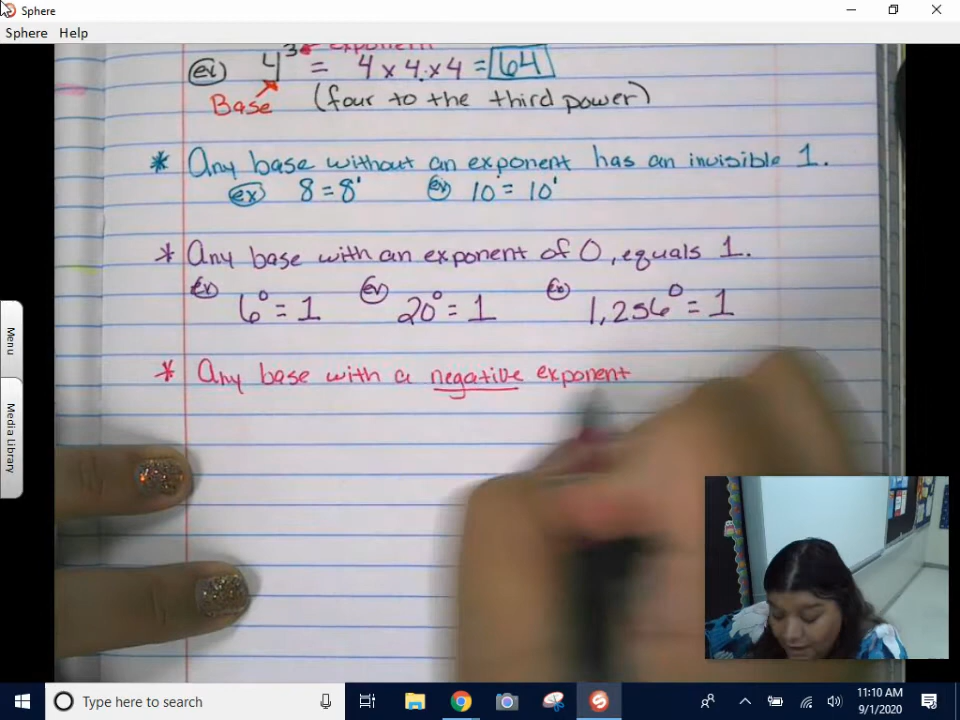 Sphere
Sphere Help
3 exponent
ex 4 = 4 x 4 x 4 = 64
Base (four to the third power)
* Any base without an exponent has an invisible 1.
ex 8 = 8¹ ex 10 = 10¹
* Any base with an exponent of 0, equals 1.
ex 6⁰ = 1 ex 20⁰ = 1 ex 1,256⁰ = 1
* Any base with a negative exponent
Menu
Media Library
Type here to search
11:10 AM
9/1/2020